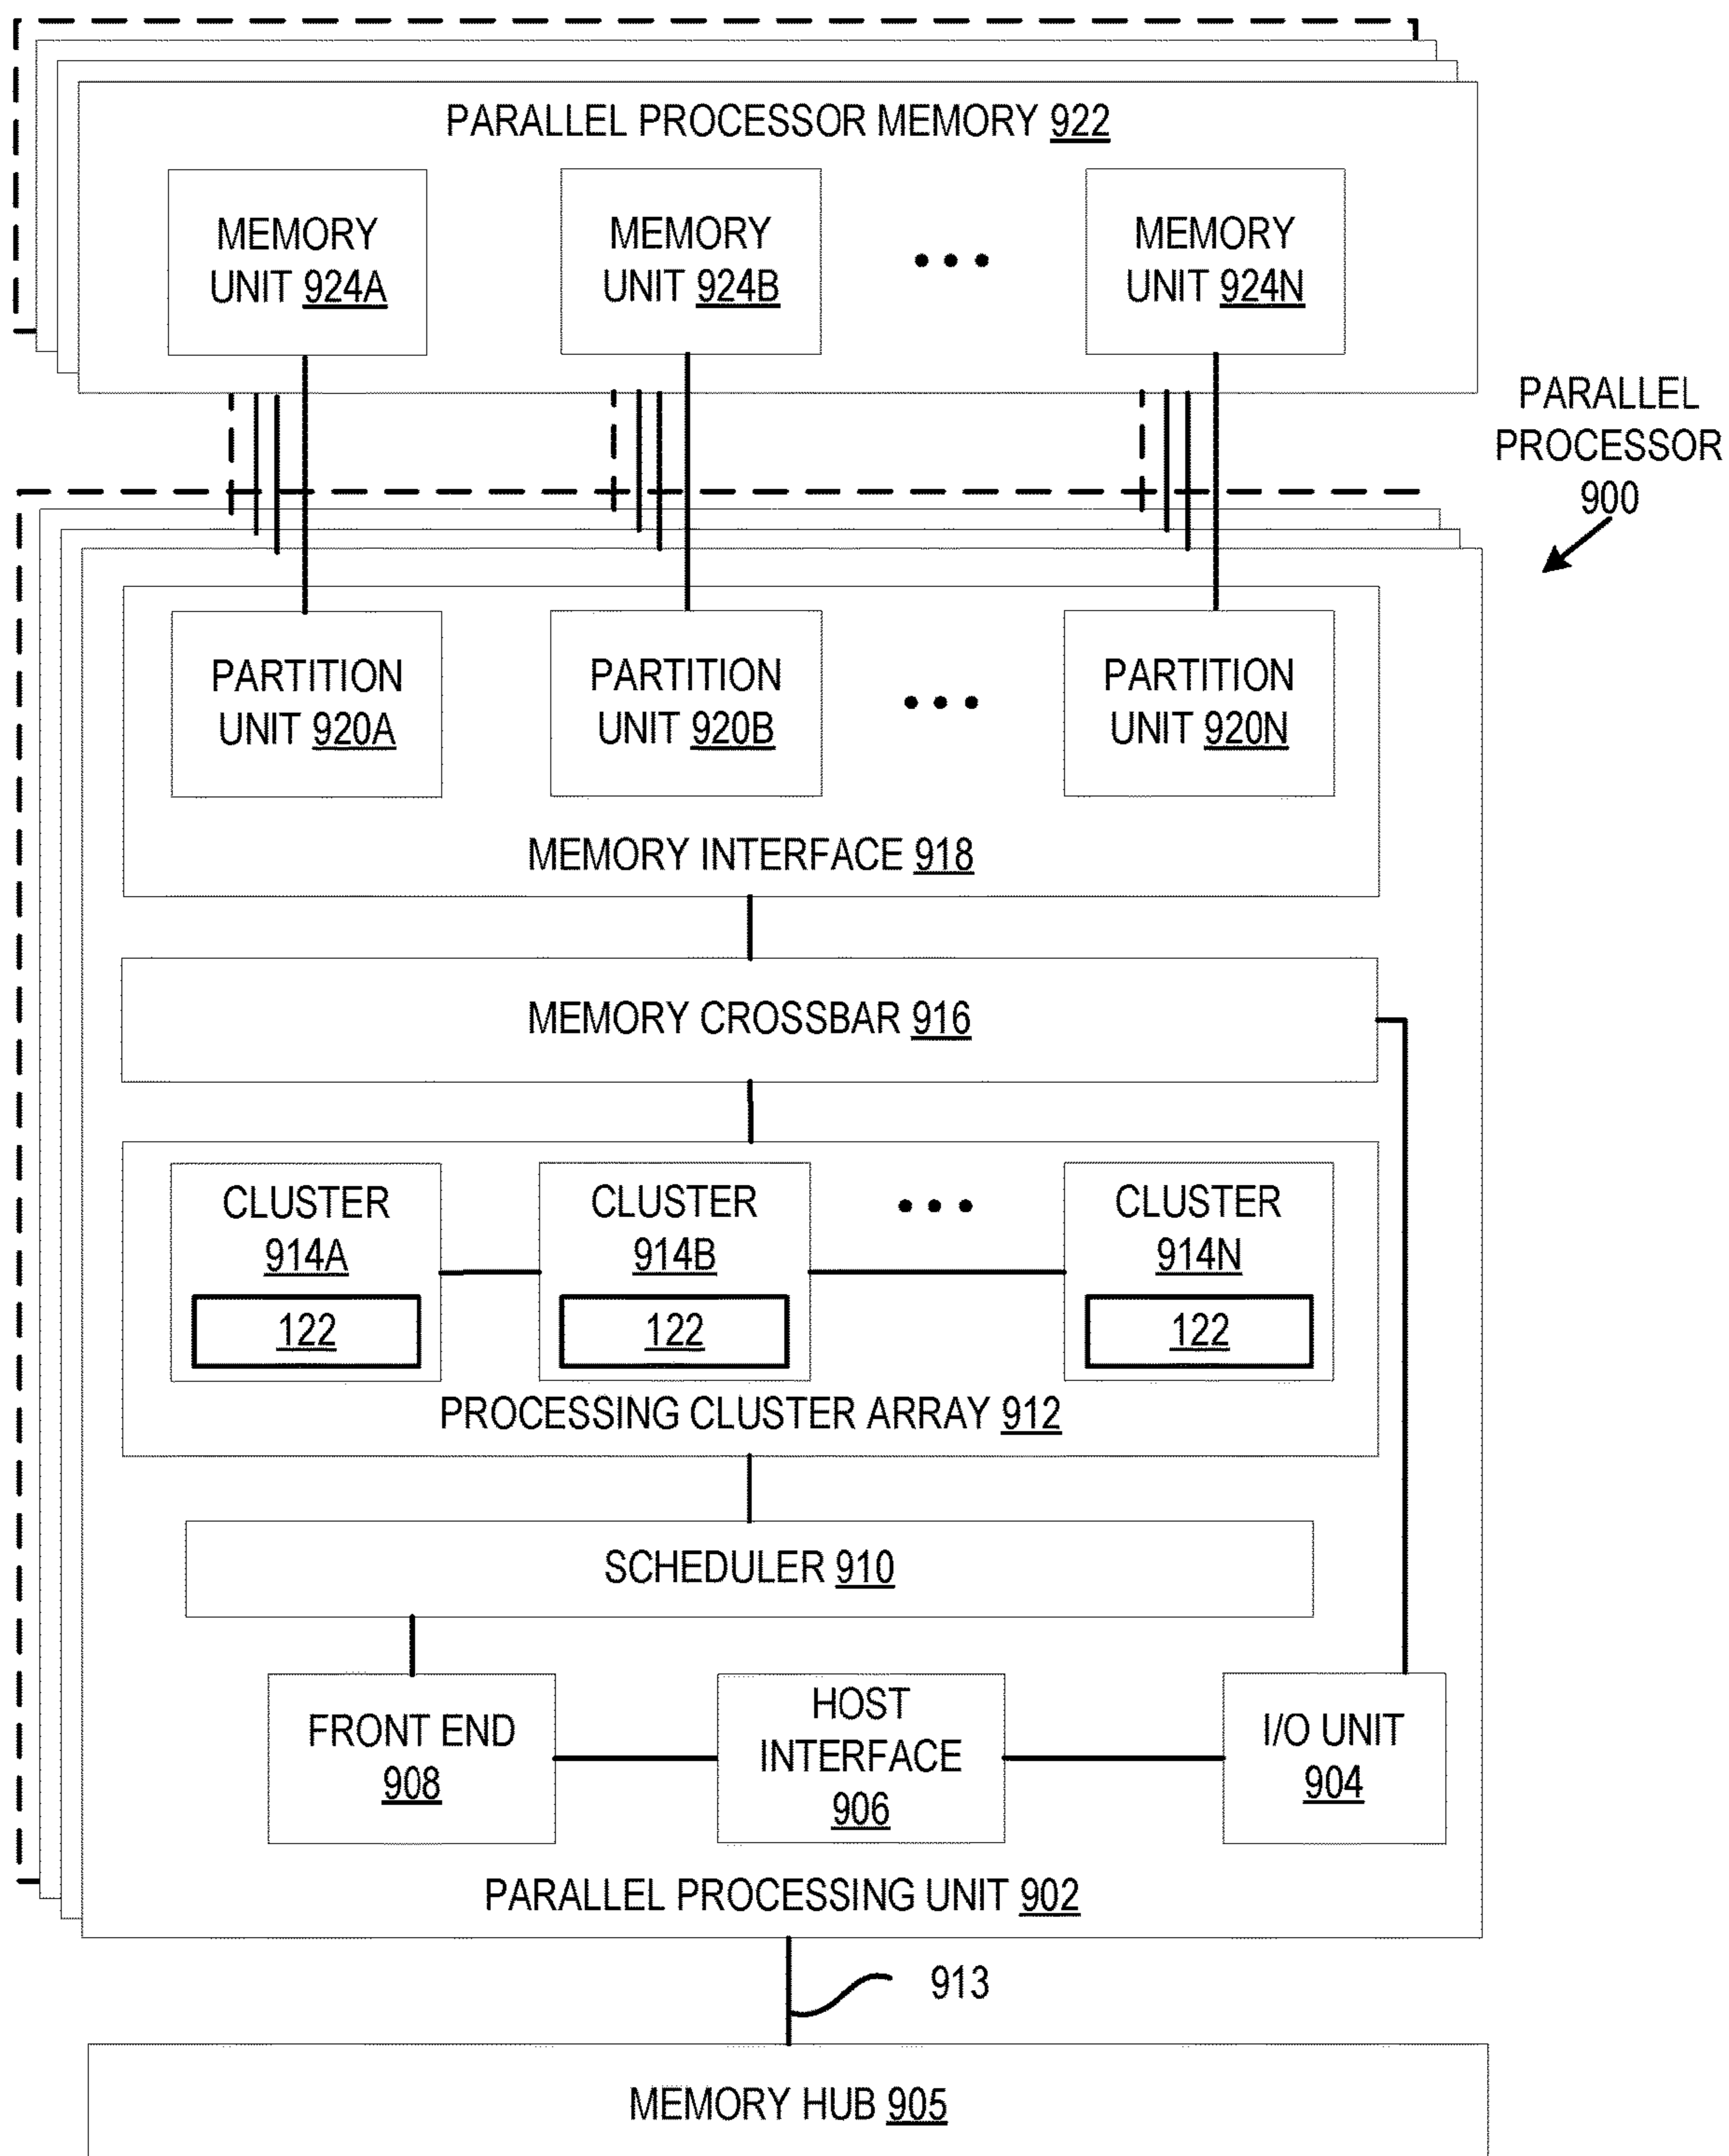 PARALLEL PROCESSOR MEMORY 922
MEMORY
UNIT 924A
MEMORY
UNIT 924B
MEMORY
UNIT 924N
PARALLEL
PROCESSOR
900
PARTITION
UNIT 920A
PARTITION
UNIT 920B
PARTITION
UNIT 920N
MEMORY INTERFACE 918
MEMORY CROSSBAR 916
CLUSTER
914A
122
CLUSTER
914B
122
CLUSTER
914N
122
PROCESSING CLUSTER ARRAY 912
SCHEDULER 910
FRONT END
908
HOST
INTERFACE
906
I/O UNIT
904
PARALLEL PROCESSING UNIT 902
913
MEMORY HUB 905